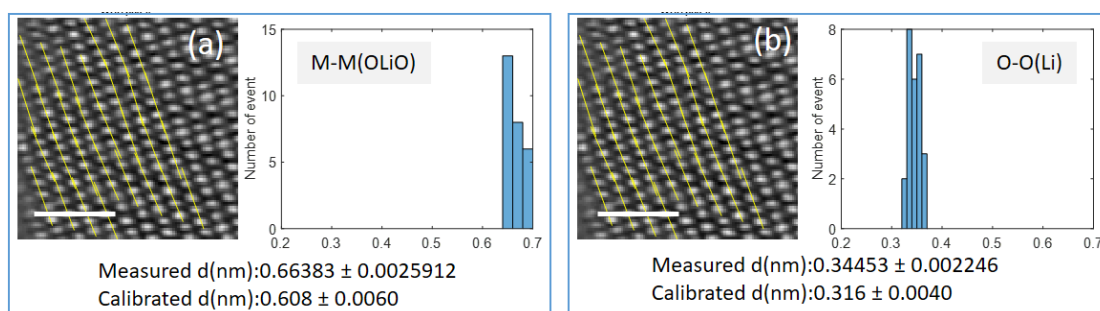 (a)
M-M(OLiO)
Number of event
15
10
5
0
0.2 0.3 0.4 0.5 0.6 0.7
Measured d(nm):0.66383 ± 0.0025912
Calibrated d(nm):0.608 ± 0.0060
(b)
O-O(Li)
Number of event
8
6
4
2
0
0.2 0.3 0.4 0.5 0.6 0.7
Measured d(nm):0.34453 ± 0.002246
Calibrated d(nm):0.316 ± 0.0040